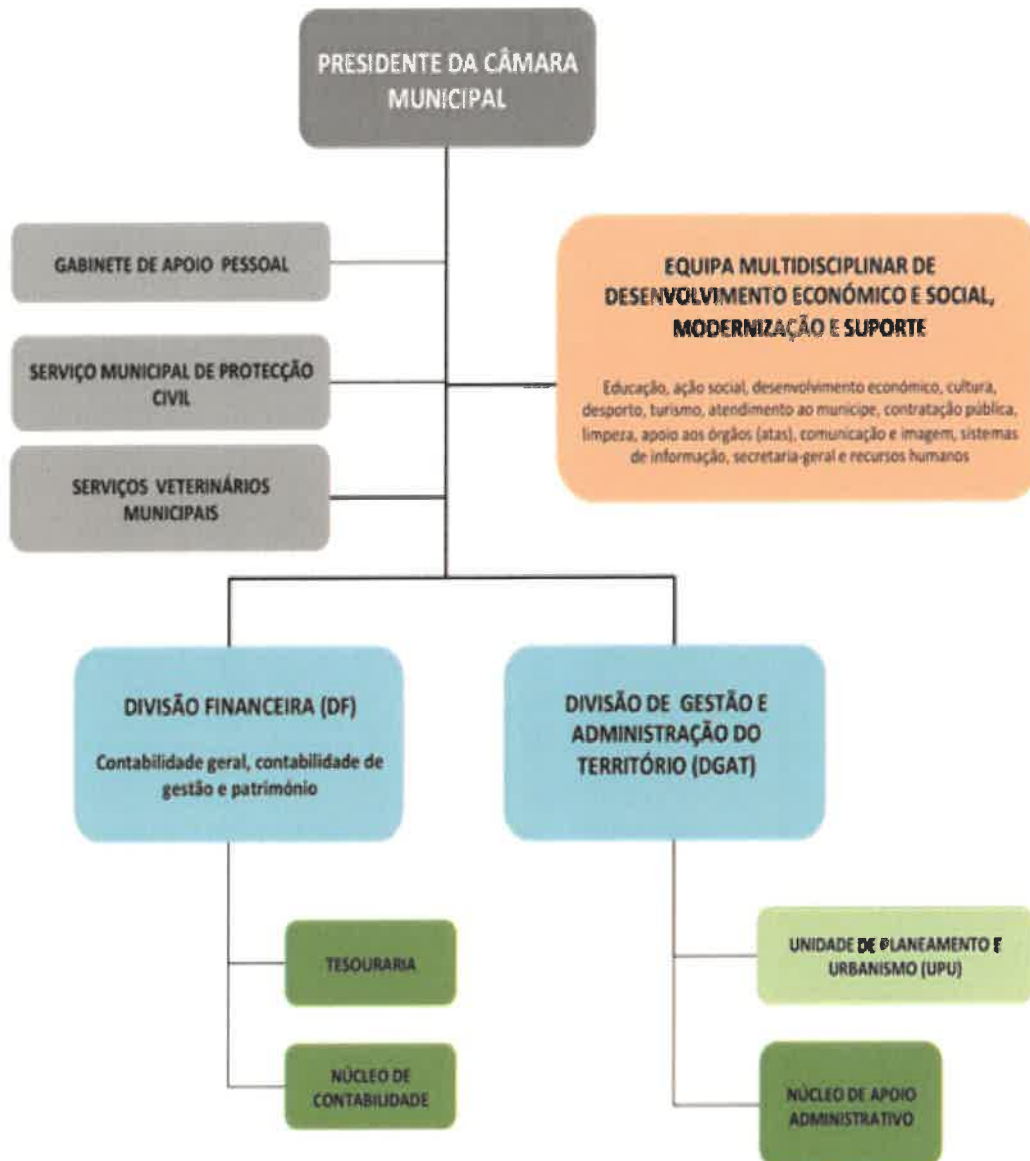 PRESIDENTE DA CÂMARA
MUNICIPAL
GABINETE DE APOIO PESSOAL
EQUIPA MULTIDISCIPLINAR DE
DESENVOLVIMENTO ECONÓMICO E SOCIAL,
MODERNIZAÇÃO E SUPORTE
Educação, ação social, desenvolvimento económico, cultura,
desporto, turismo, atendimento ao munícipe, contratação pública,
limpeza, apoio aos órgãos (atas), comunicação e imagem, sistemas
de informação, secretaria-geral e recursos humanos
SERVIÇO MUNICIPAL DE PROTECÇÃO
CIVIL
SERVIÇOS VETERINÁRIOS
MUNICIPAIS
DIVISÃO FINANCEIRA (DF)
Contabilidade geral, contabilidade de
gestão e património
DIVISÃO DE GESTÃO E
ADMINISTRAÇÃO DO
TERRITÓRIO (DGAT)
TESOURARIA
NÚCLEO DE
CONTABILIDADE
UNIDADE DE PLANEAMENTO E
URBANISMO (UPU)
NÚCLEO DE APOIO
ADMINISTRATIVO